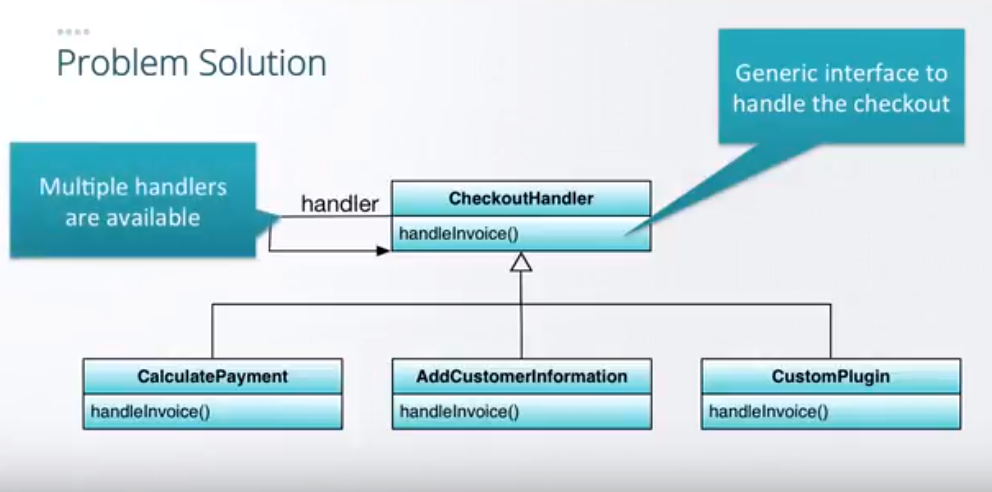 Problem Solution
Generic interface to
handle the checkout
Multiple handlers
are available
handler
CheckoutHandler
handleInvoice()
CalculatePayment
handleInvoice()
AddCustomerInformation
handleInvoice()
CustomPlugin
handleInvoice()